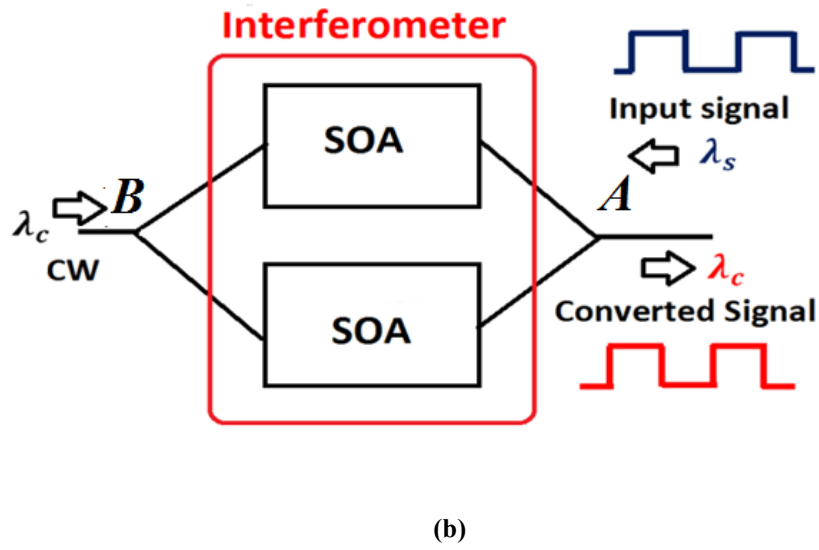 Interferometer
Input signal
SOA
λs
B
A
λc
CW
λc
Converted Signal
SOA
(b)